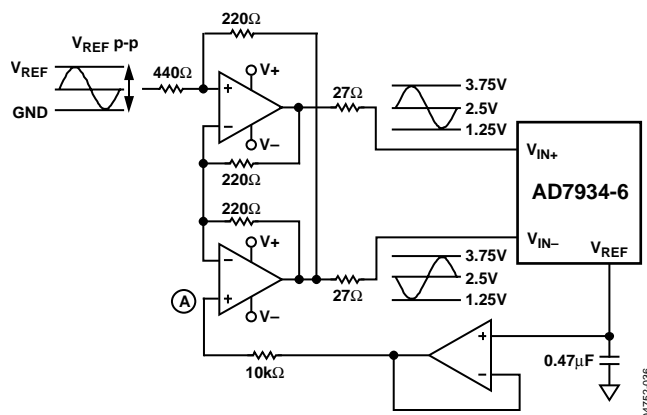 220Ω
VREF p-p
VREF
440Ω
V+
GND
+
–
27Ω
3.75V
2.5V
1.25V
V–
VIN+
220Ω
AD7934-6
220Ω
V+
VIN–
VREF
–
+
A
27Ω
3.75V
2.5V
1.25V
V–
+
–
0.47µF
10kΩ